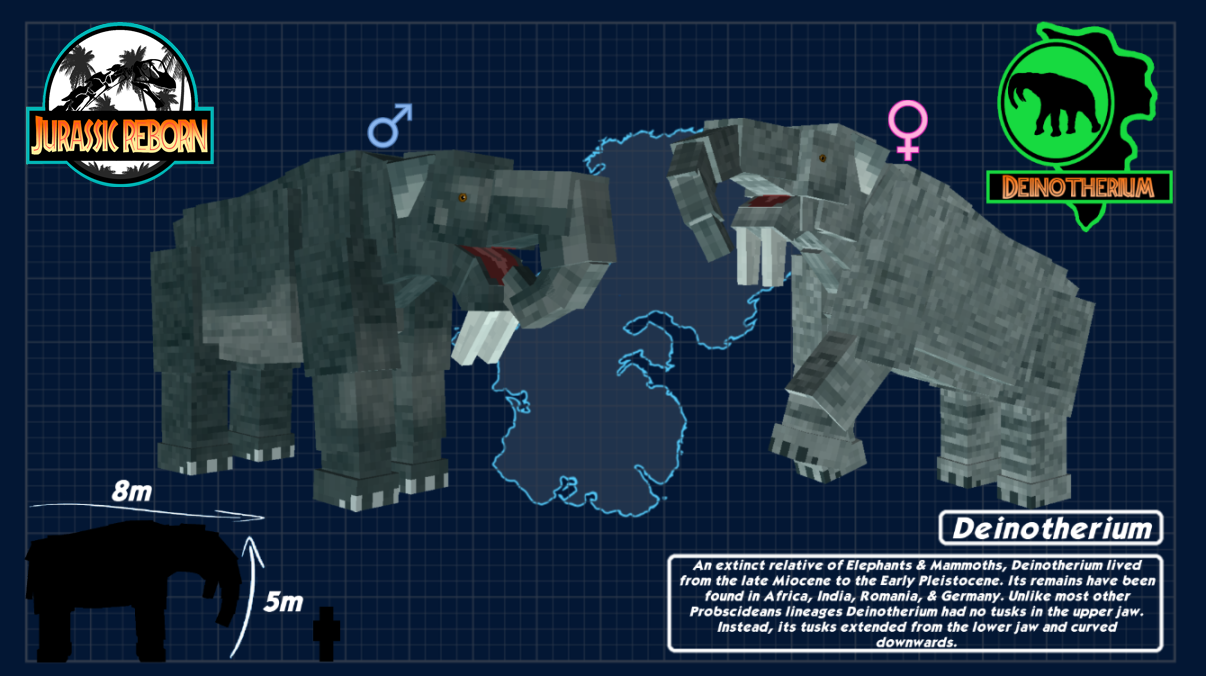 JURASSIC REBORN
DEINOTHERIUM
8m
5m
Deinotherium
An extinct relative of Elephants & Mammoths, Deinotherium lived
from the late Miocene to the Early Pleistocene. Its remains have been
found in Africa, India, Romania, & Germany. Unlike most other
Probscideans lineages Deinotherium had no tusks in the upper jaw.
Instead, its tusks extended from the lower jaw and curved
downwards.